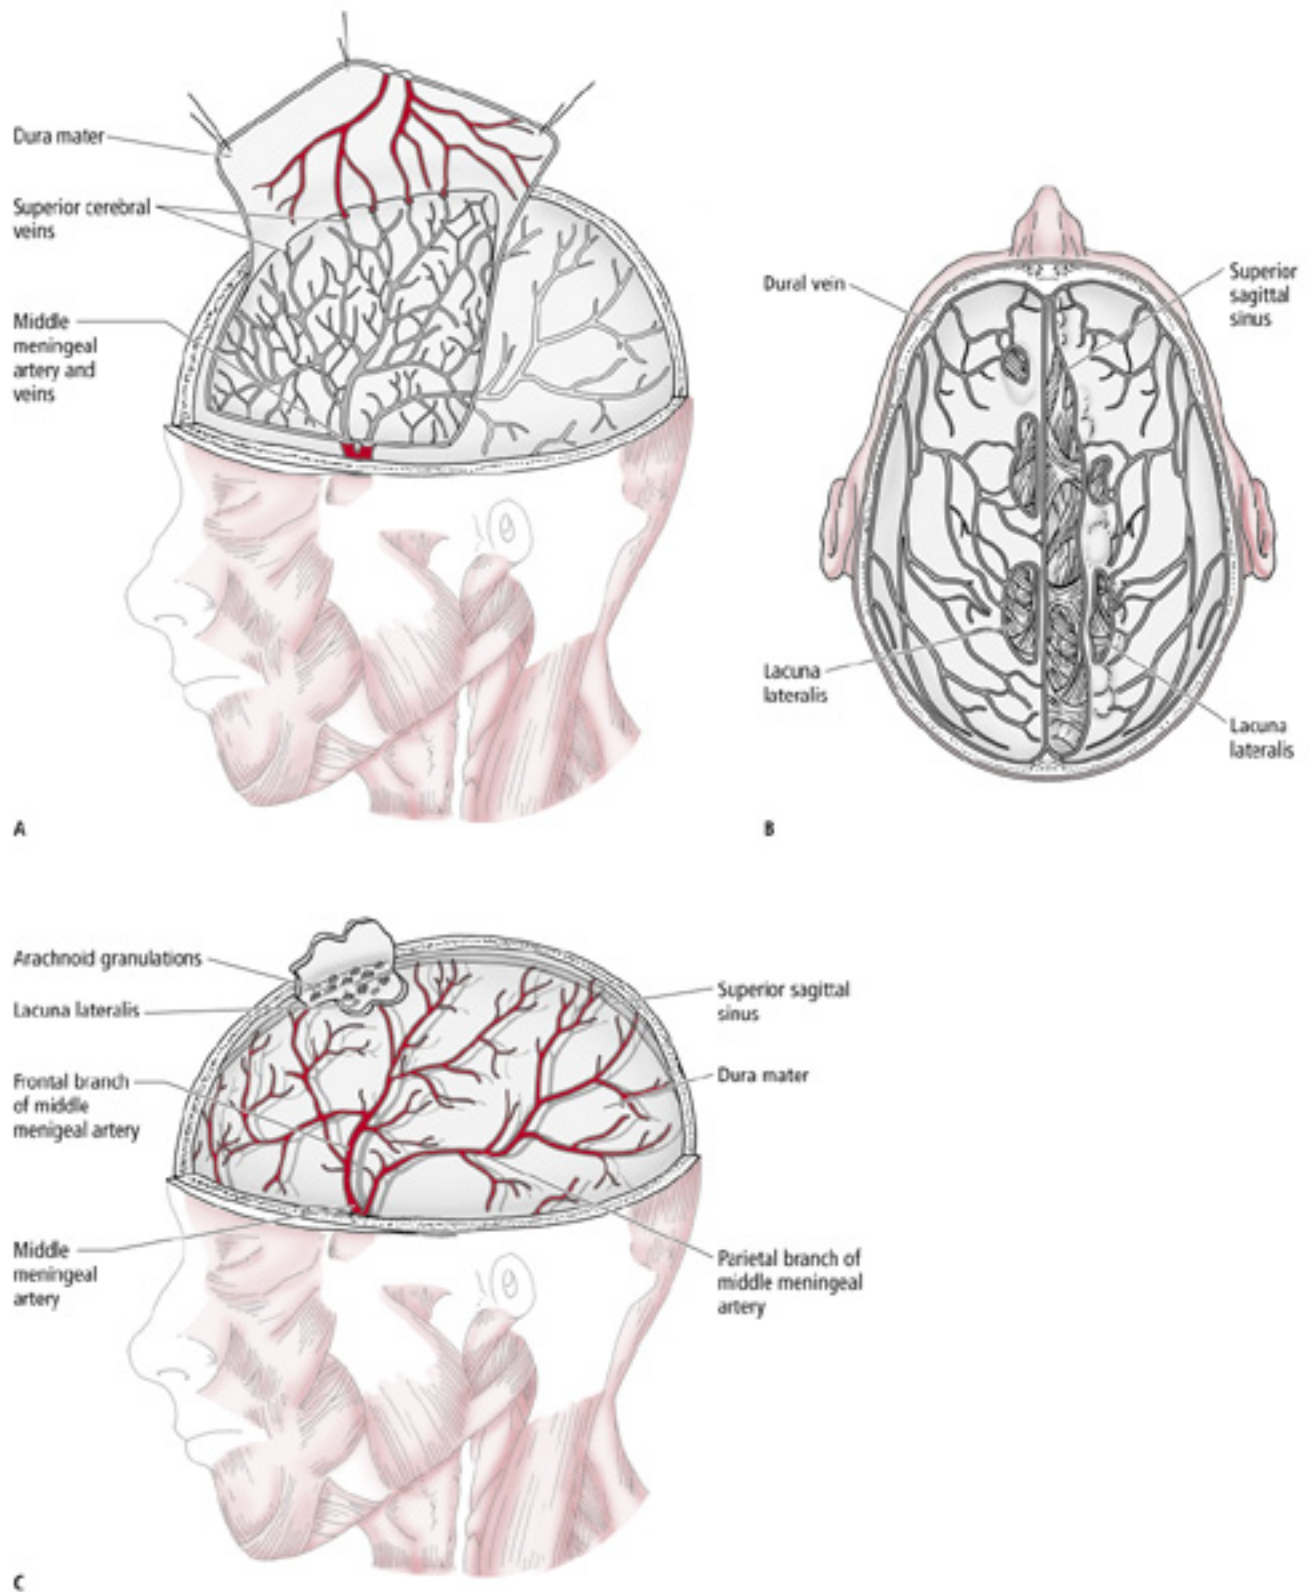 Dura mater
Superior cerebral
veins
Middle
meningeal
artery and
veins
A
Dural vein
Superior
sagittal
sinus
Lacuna
lateralis
Lacuna
lateralis
B
Arachnoid granulations
Lacuna lateralis
Frontal branch
of middle
menigeal artery
Middle
meningeal
artery
Superior sagittal
sinus
Dura mater
Parietal branch of
middle meningeal
artery
C